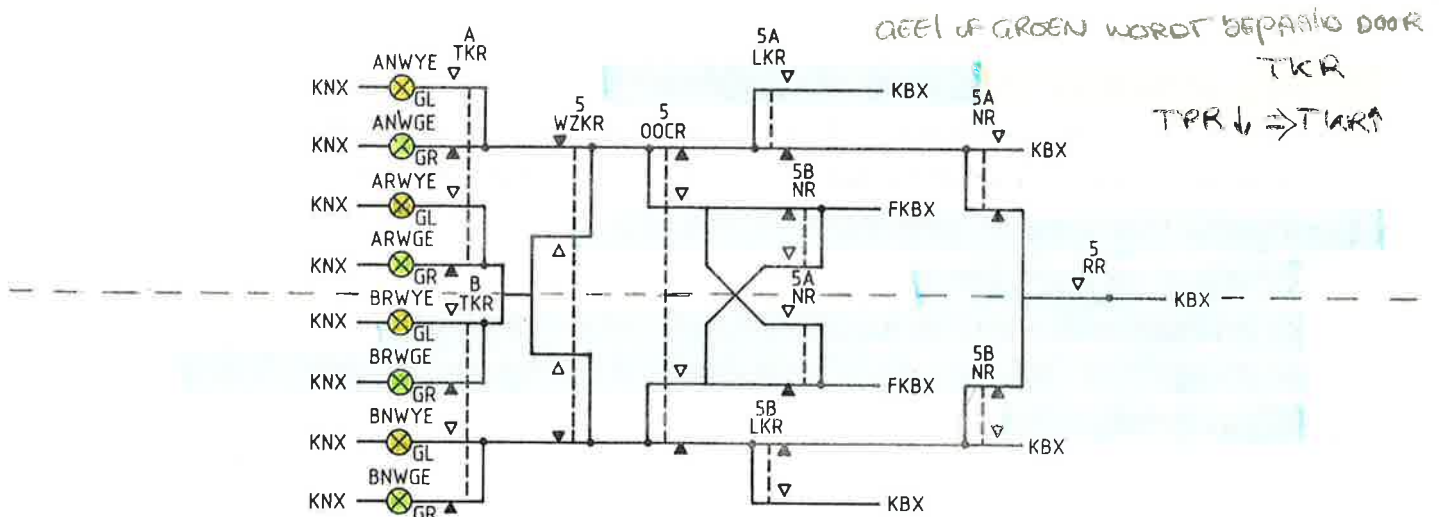 GEEL OF GROEN WORDT BEPAALD DOOR
TKR
TPR ↓ ⇒ TKR↑
A
TKR
ANWYE
KNX
GL
ANWGE
KNX
GR
ARWYE
KNX
GL
ARWGE
KNX
GR
B
TKR
BRWYE
KNX
GL
BRWGE
KNX
GR
BNWYE
KNX
GL
BNWGE
KNX
GR
5
WZKR
5
OOCR
5A
LKR
KBX
5A
NR
KBX
5B
NR
FKBX
5A
NR
FKBX
5
RR
KBX
5B
NR
KBX
5B
LKR
KBX